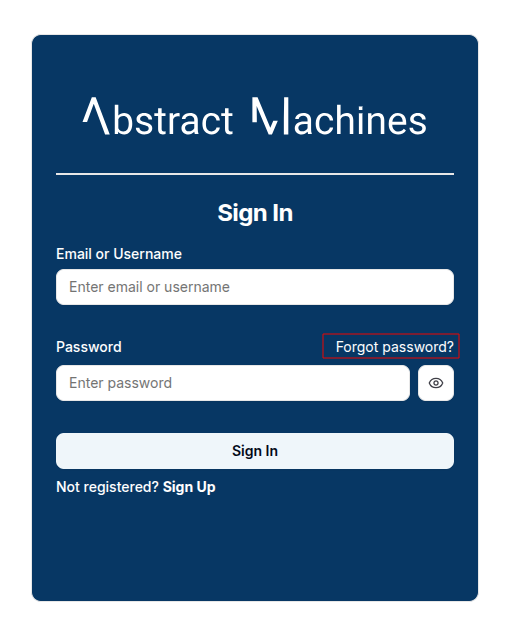 Abstract Machines
Sign In
Email or Username
Enter email or username
Password
Forgot password?
Enter password
Sign In
Not registered? Sign Up